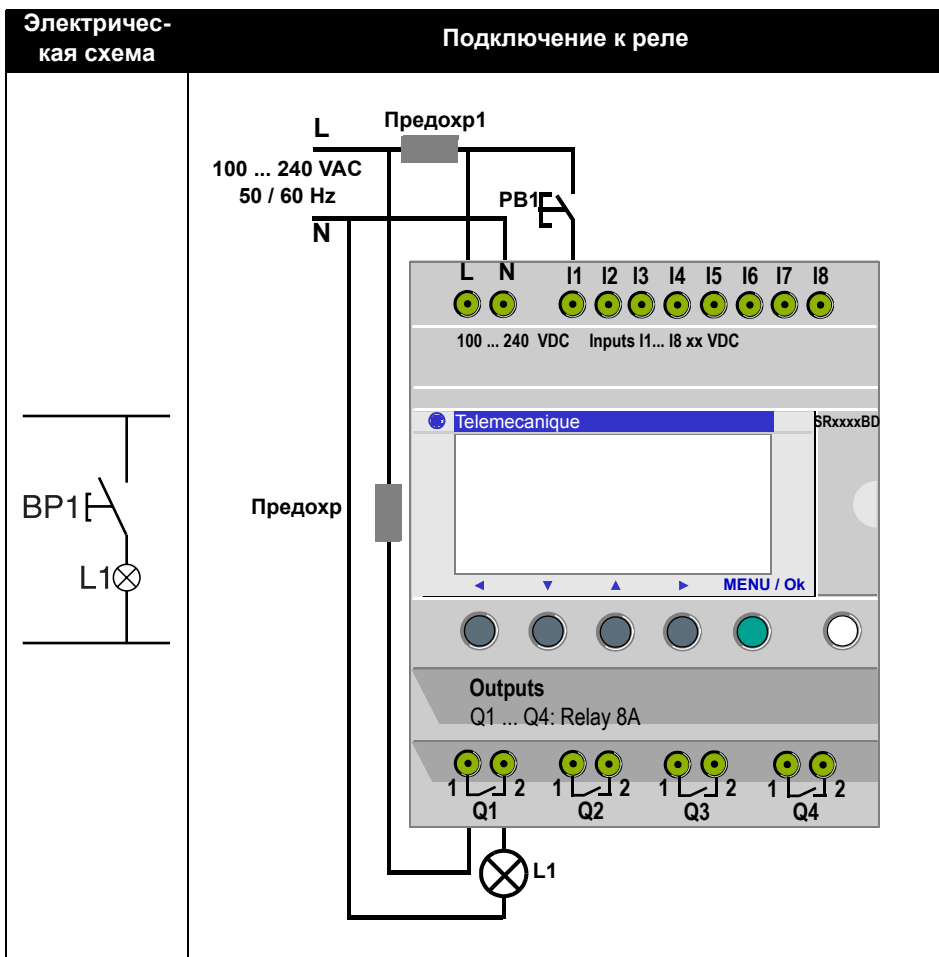 Электричес-
кая схема
Подключение к реле
L
Предохр1
100 ... 240 VAC
50 / 60 Hz
PB1
N
L N I1 I2 I3 I4 I5 I6 I7 I8
100 ... 240 VDC Inputs I1... I8 xx VDC
Telemecanique
SRxxxxBD
BP1
Предохр
L1
MENU / Ok
Outputs
Q1 ... Q4: Relay 8A
1 2 1 2 1 2 1 2
Q1 Q2 Q3 Q4
L1